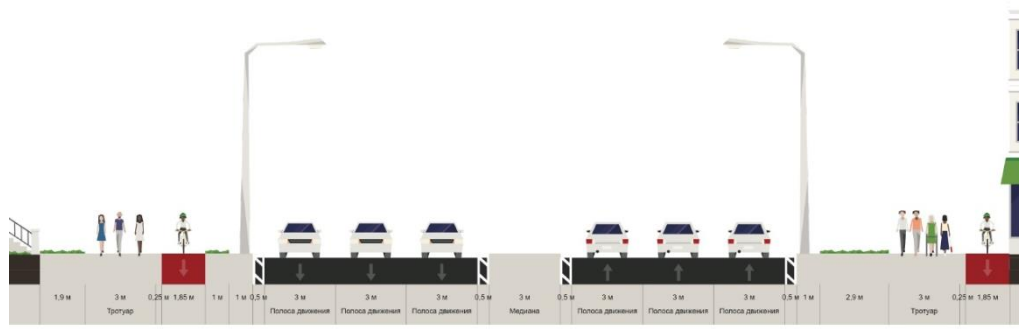 1,9 м 3 м 0,25 м 1,85 м 1 м 1 м 0,5 м 3 м 3 м 3 м 0,5 м 3 м 0,5 м 3 м 3 м 3 м 0,5 м 1 м 2,9 м 3 м 0,25 м 1,85 м
Тротуар Полоса движения Полоса движения Полоса движения Медиана Полоса движения Полоса движения Полоса движения Тротуар